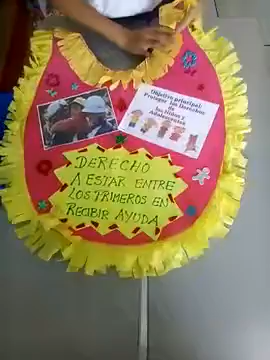 Objetivo principal:
Proteger los Derechos
de
los Niños y
Adolescentes
DERECHO
A ESTAR ENTRE
LOS PRIMEROS EN
RECIBIR AYUDA